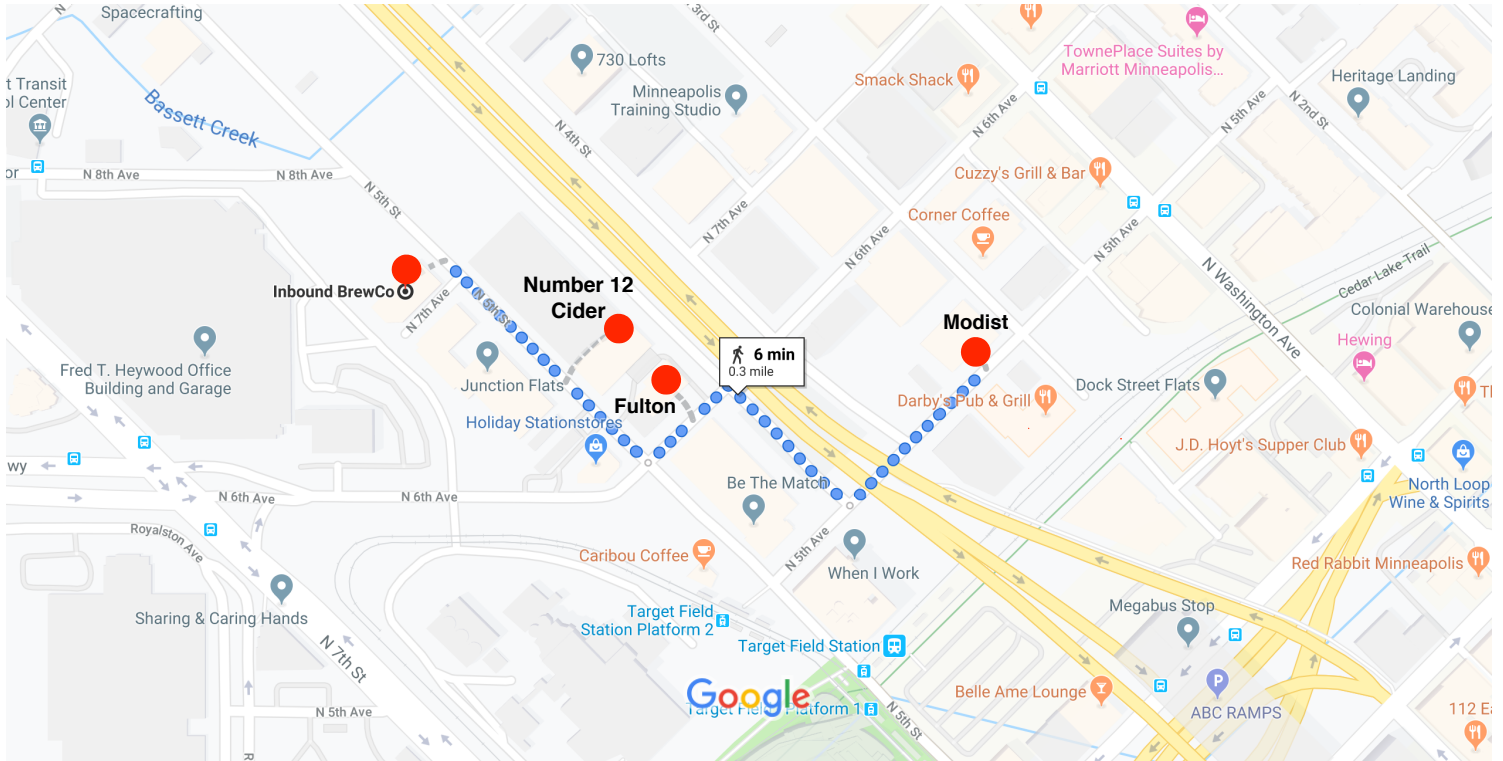 Spacecrafting
N 3rd St
730 Lofts
TownePlace Suites by
Marriott Minneapolis...
Smack Shack
Heritage Landing
t Transit
ol Center
Minneapolis
Training Studio
Bassett Creek
N 6th Ave
N 5th Ave
N 2nd St
N 4th St
or
N 8th Ave
N 8th Ave
Cuzzy's Grill & Bar
N 5th St
N 7th Ave
Corner Coffee
N 6th Ave
N 5th Ave
N Washington Ave
Cedar Lake Trail
Inbound BrewCo
Number 12
Cider
N 5th St
N 7th Ave
Modist
Colonial Warehouse
Hewing
6 min
0.3 mile
Fred T. Heywood Office
Building and Garage
Junction Flats
Dock Street Flats
Fulton
Darby's Pub & Grill
Holiday Stationstores
J.D. Hoyt's Supper Club
wy
N 6th Ave
N 6th Ave
Be The Match
North Loop
Wine & Spirits
Royalston Ave
N 5th Ave
Caribou Coffee
When I Work
Red Rabbit Minneapolis
Sharing & Caring Hands
Target Field
Station Platform 2
Megabus Stop
N 7th St
Target Field Station
Belle Ame Lounge
P
Google
Target Field Platform 1
N 5th St
N 5th Ave
ABC RAMPS
112 Ea
R